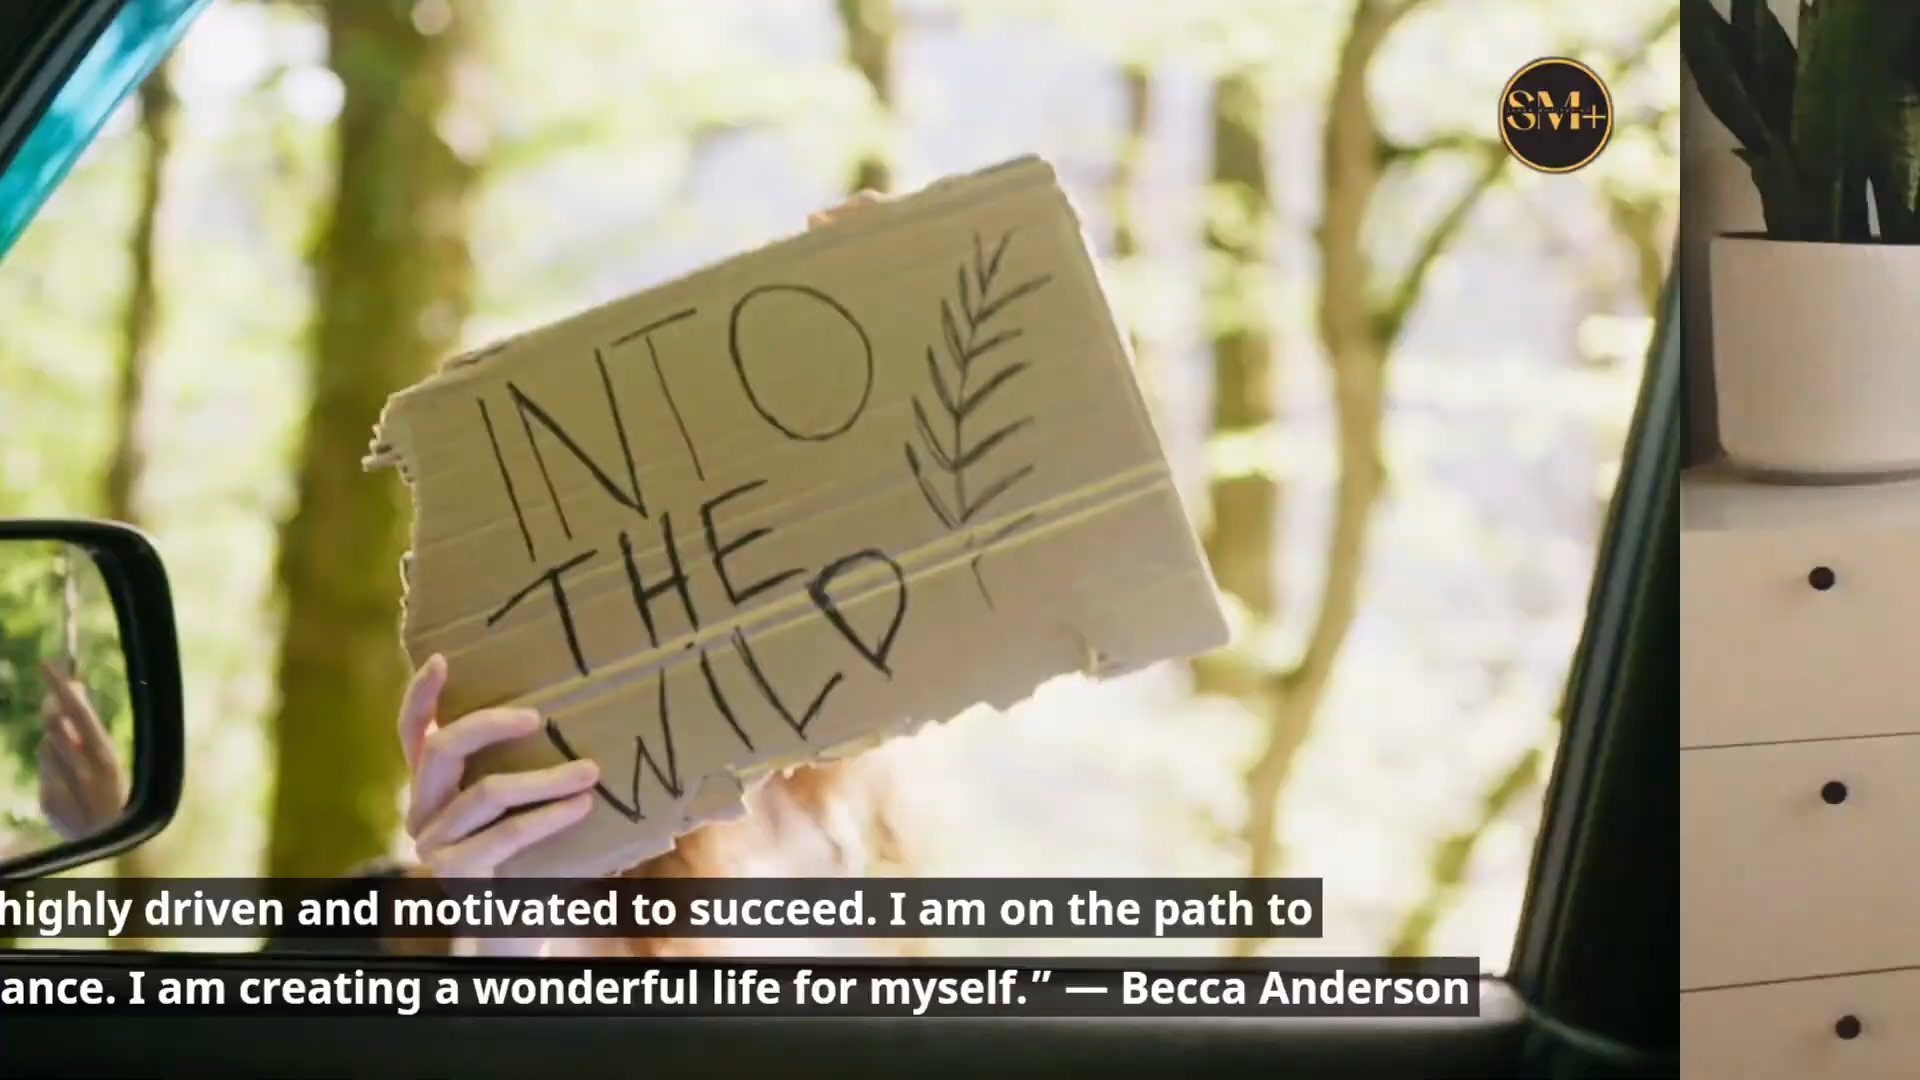 SM+
INTO
THE
WILD
highly driven and motivated to succeed. I am on the path to
ance. I am creating a wonderful life for myself.” — Becca Anderson